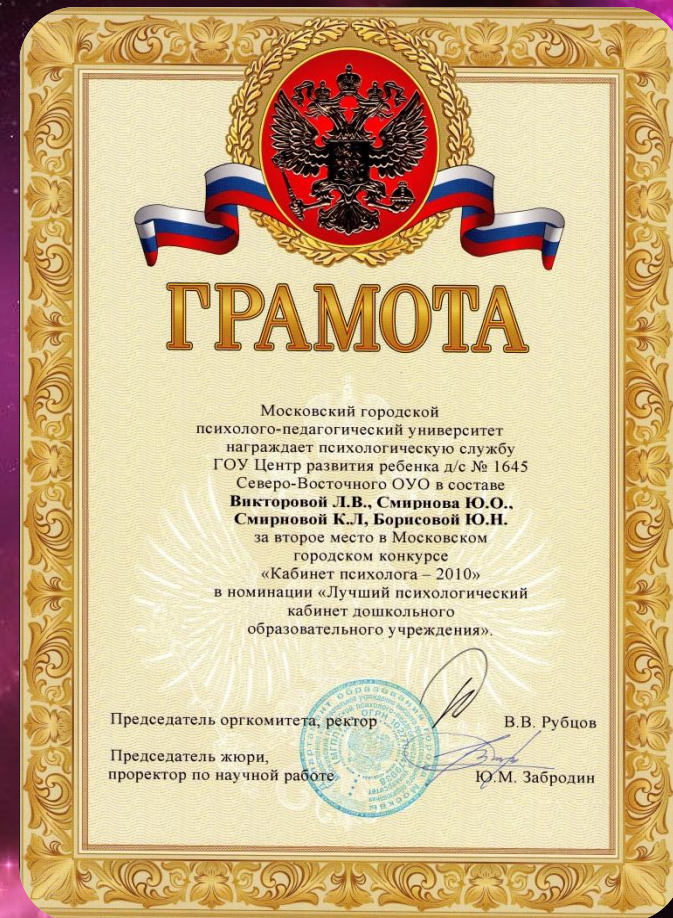 ГРАМОТА
Московский городской
психолого-педагогический университет
награждает психологическую службу
ГОУ Центр развития ребенка д/с № 1645
Северо-Восточного ОУО в составе
Викторовой Л.В., Смирнова Ю.О.,
Смирновой К.Л, Борисовой Ю.Н.
за второе место в Московском
городском конкурсе
«Кабинет психолога – 2010»
в номинации «Лучший психологический
кабинет дошкольного
образовательного учреждения».
Председатель оргкомитета, ректор
В.В. Рубцов
Председатель жюри,
проректор по научной работе
Ю.М. Забродин